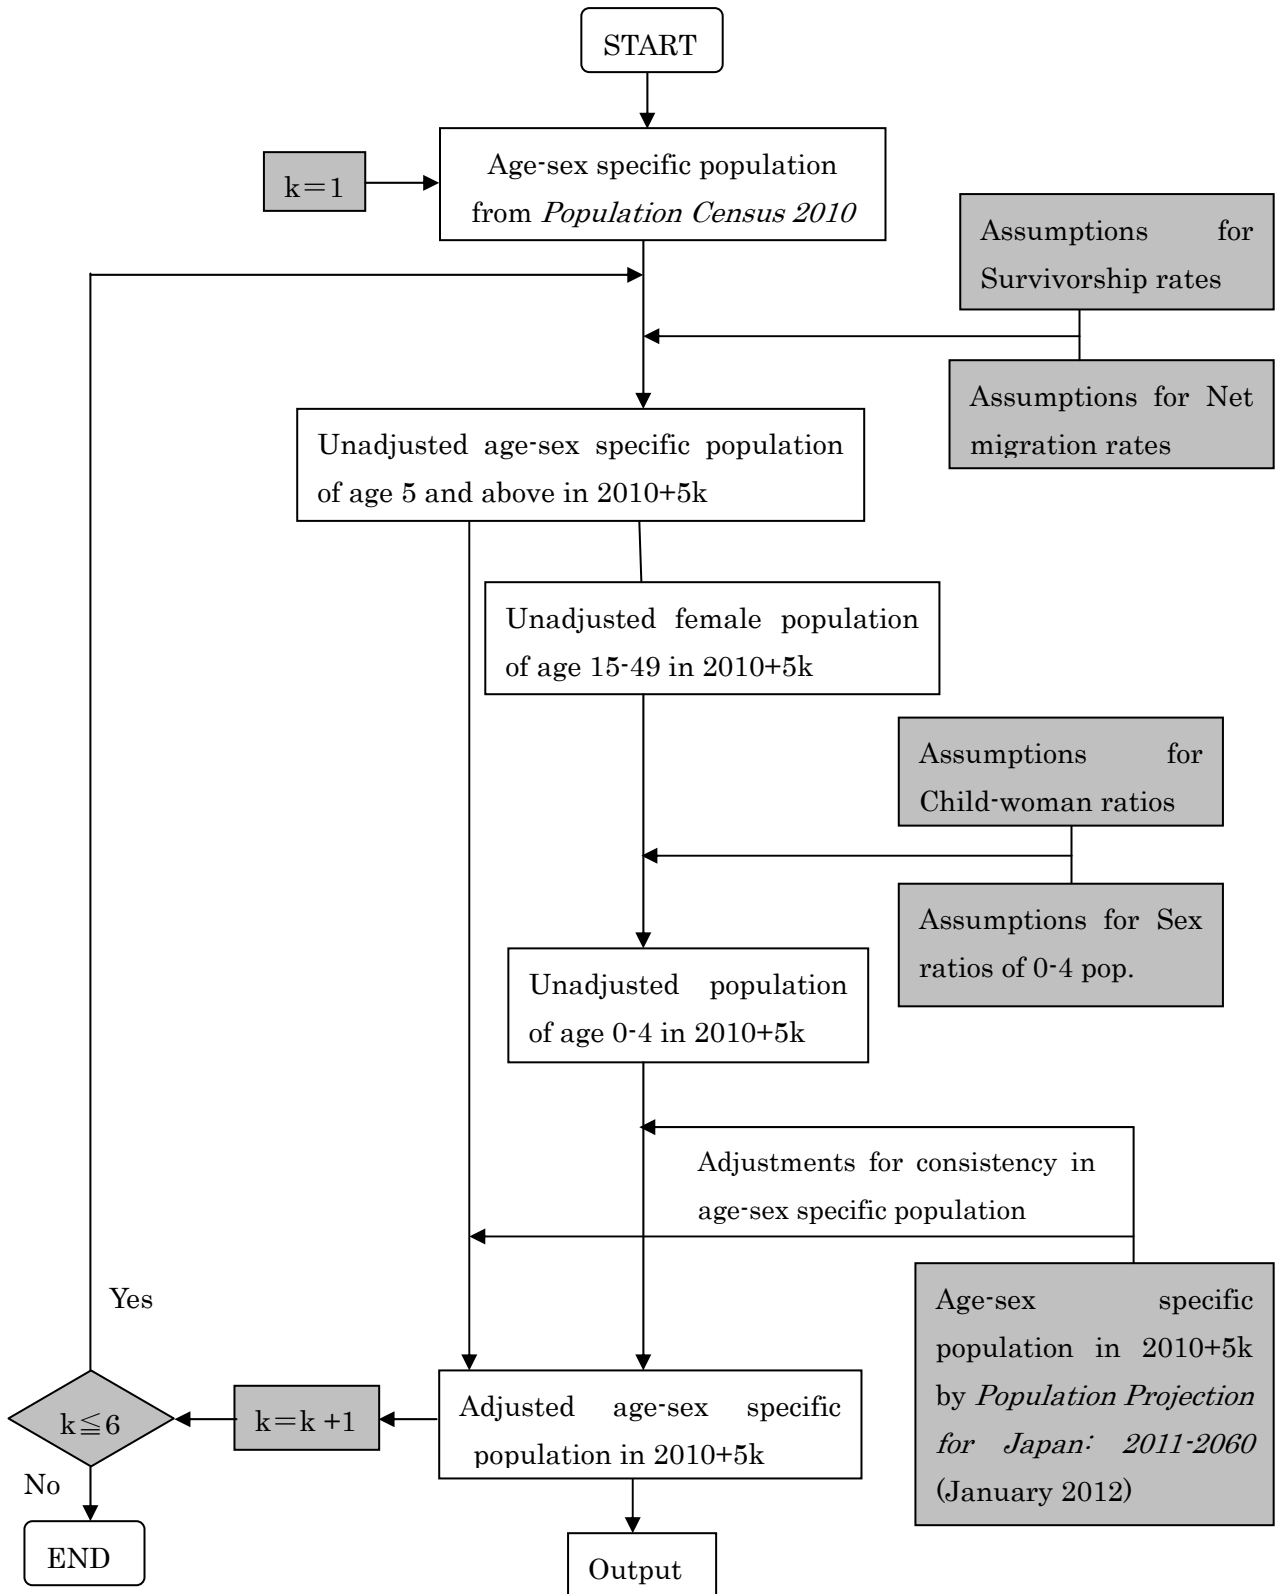 START
k=1
Age-sex specific population
from Population Census 2010
Assumptions for
Survivorship rates
Assumptions for Net
migration rates
Unadjusted age-sex specific population
of age 5 and above in 2010+5k
Unadjusted female population
of age 15-49 in 2010+5k
Assumptions for
Child-woman ratios
Assumptions for Sex
ratios of 0-4 pop.
Unadjusted population
of age 0-4 in 2010+5k
Adjustments for consistency in
age-sex specific population
Age-sex specific
population in 2010+5k
by Population Projection
for Japan: 2011-2060
(January 2012)
Yes
k≦6
k=k+1
Adjusted age-sex specific
population in 2010+5k
No
END
Output